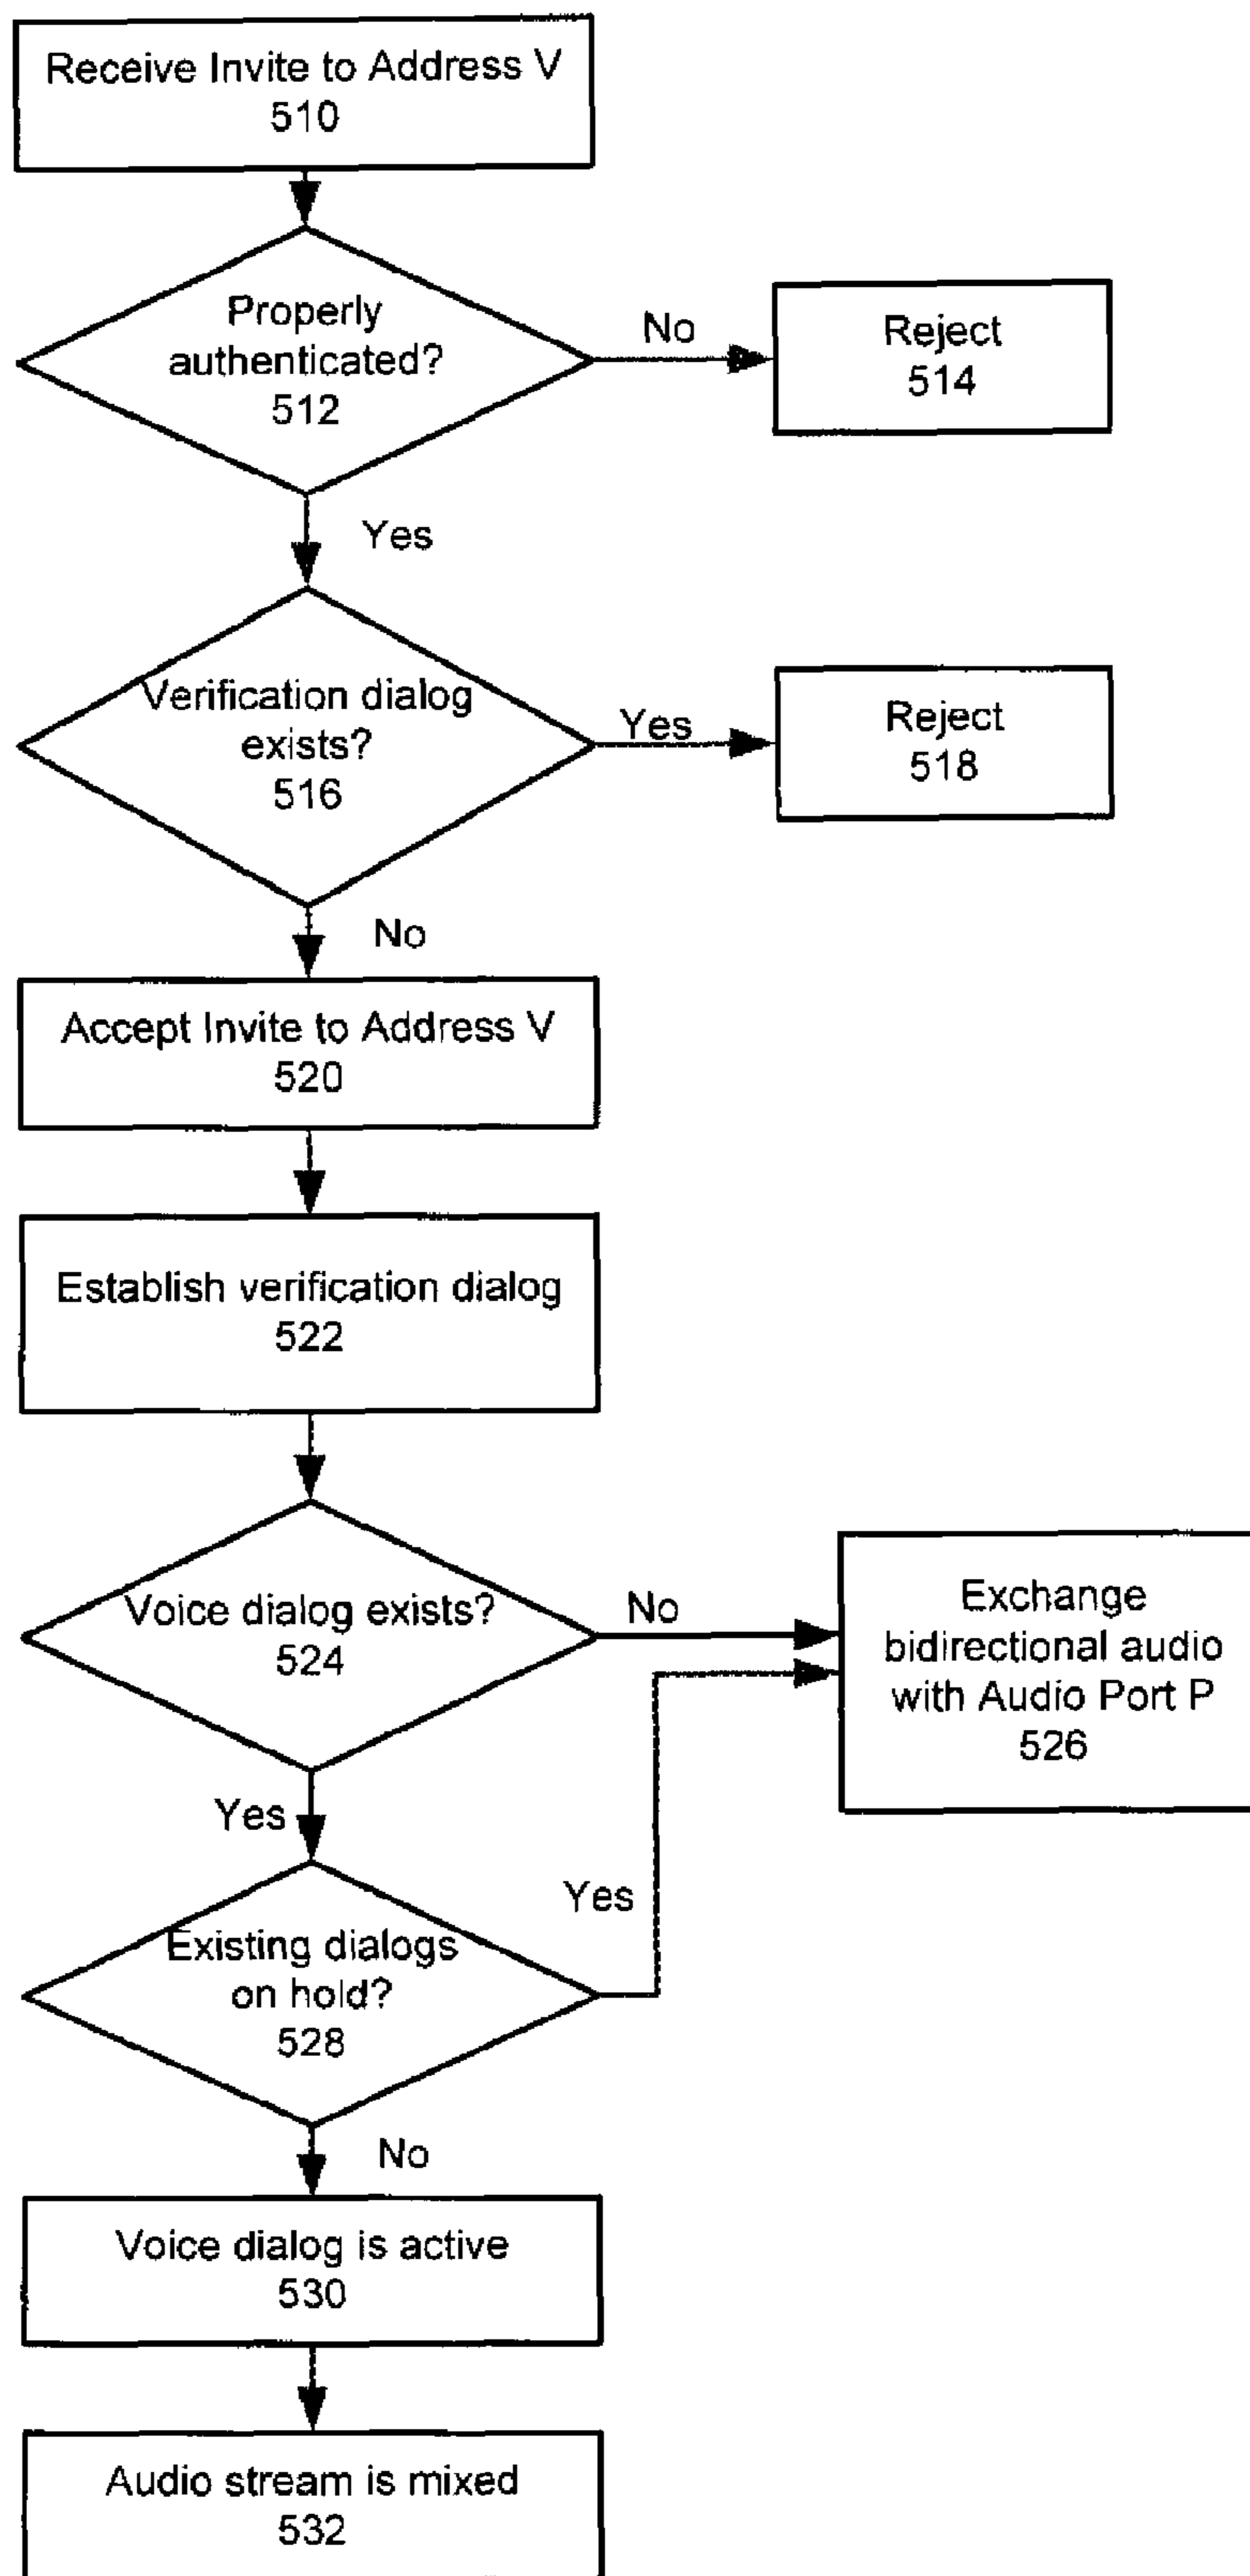 Receive Invite to Address V
510
Properly
authenticated?
512
No
Reject
514
Yes
Verification dialog
exists?
516
Yes
Reject
518
No
Accept Invite to Address V
520
Establish verification dialog
522
Voice dialog exists?
524
No
Exchange
bidirectional audio
with Audio Port P
526
Yes
Existing dialogs
on hold?
528
Yes
No
Voice dialog is active
530
Audio stream is mixed
532